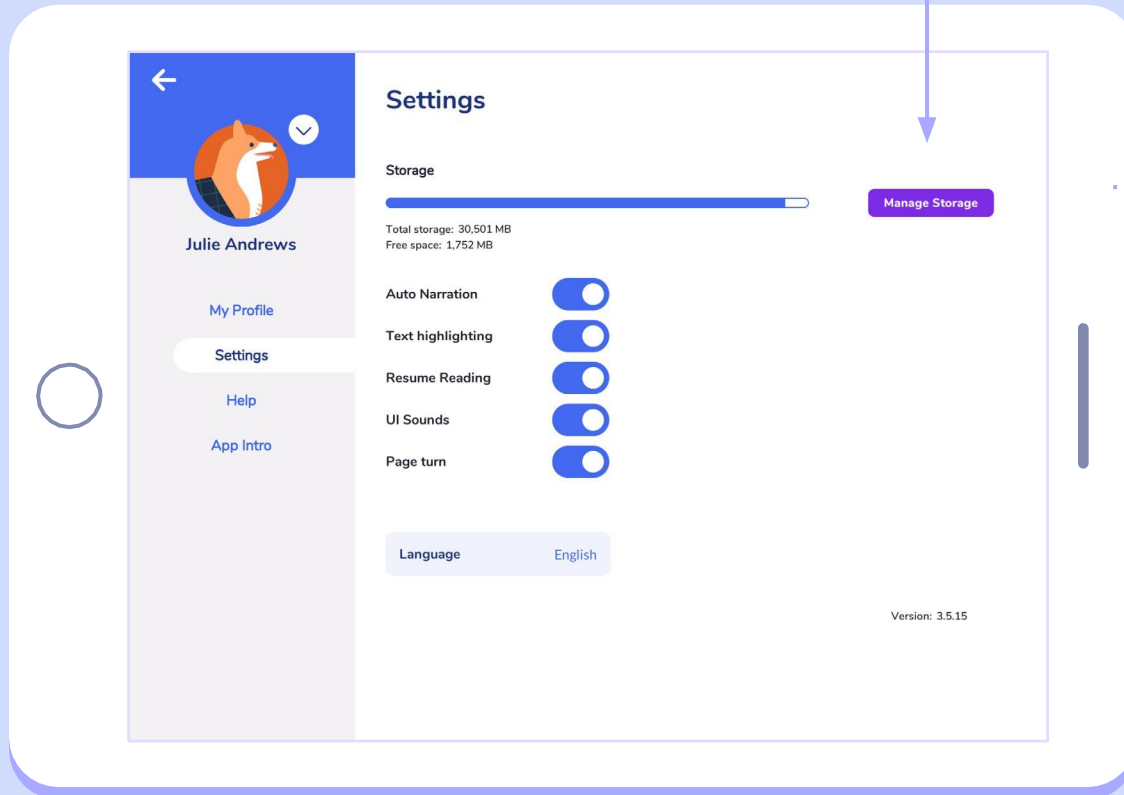 Julie Andrews
My Profile
Settings
Help
App Intro
Settings
Storage
Manage Storage
Total storage: 30,501 MB
Free space: 1,752 MB
Auto Narration
Text highlighting
Resume Reading
UI Sounds
Page turn
Language English
Version: 3.5.15